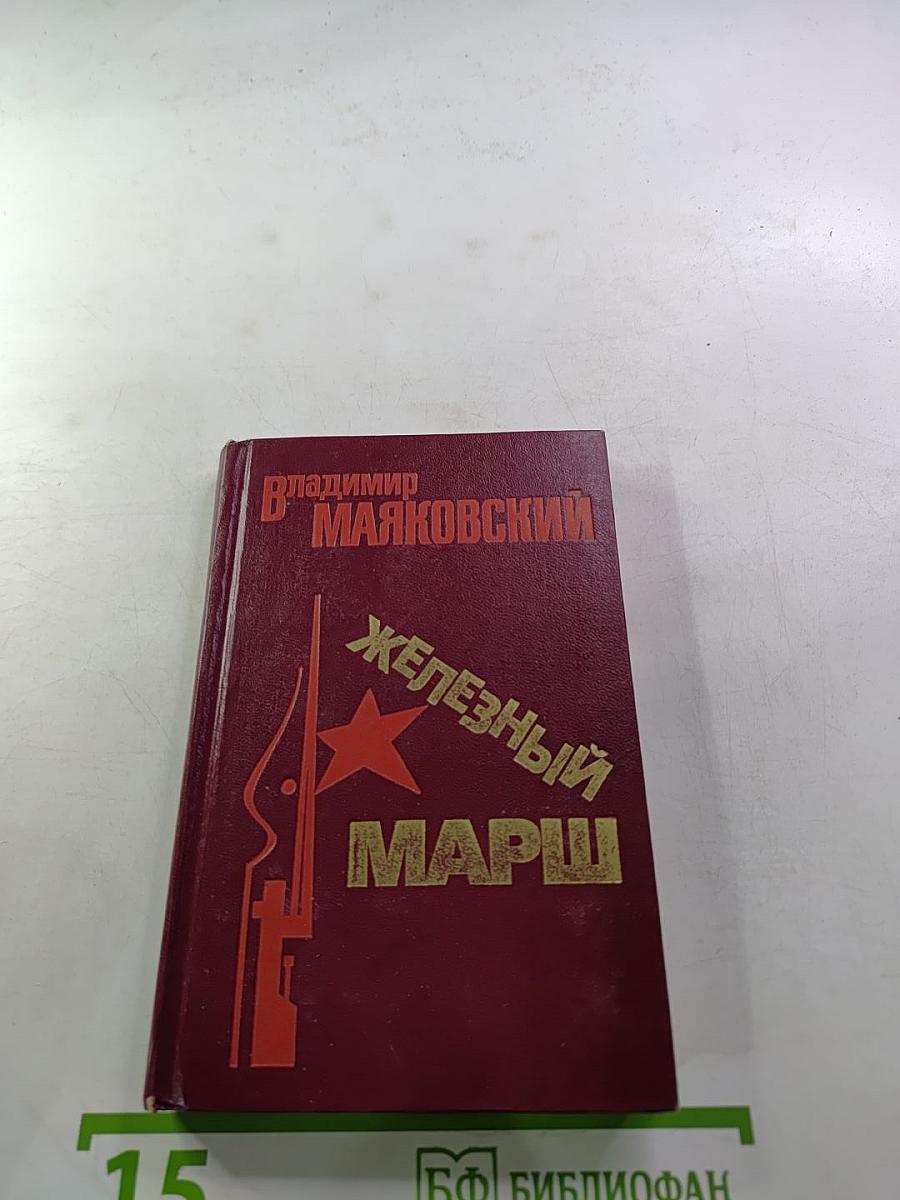 Владимир
МАЯКОВСКИЙ
ЖЕЛЕЗНЫЙ
МАРШ
15
БФ БИБЛИОФАН